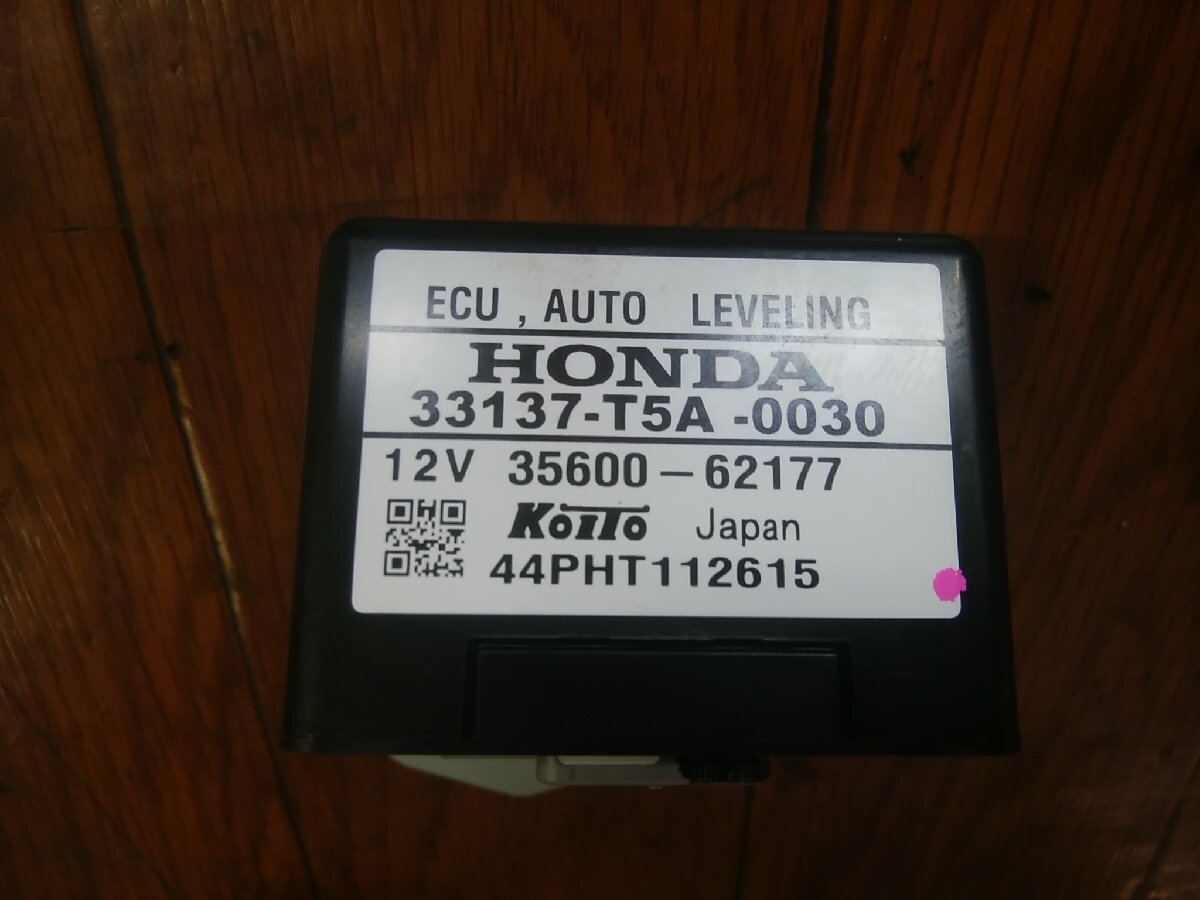 ECU , AUTO LEVELING
HONDA
33137-T5A -0030
12V 35600-62177
KOITO Japan
44PHT112615